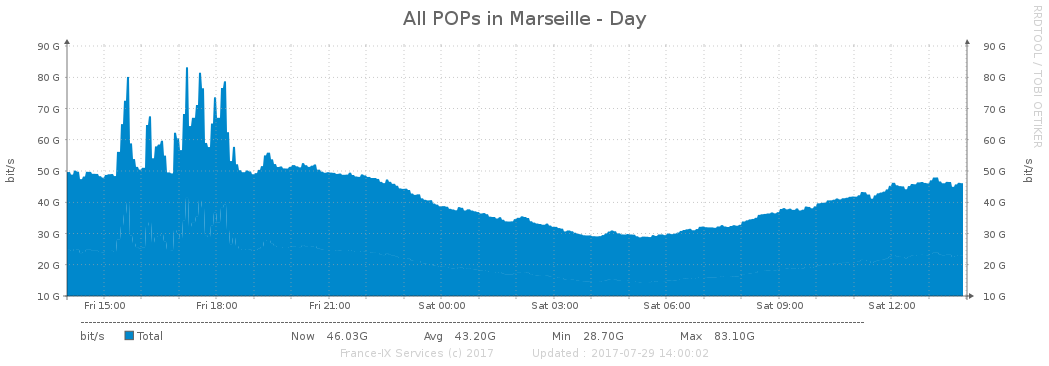 All POPs in Marseille - Day
RRDTOOL / TOBI OETIKER
90 G 90 G
80 G 80 G
70 G 70 G
60 G 60 G
50 G 50 G
40 G 40 G
30 G 30 G
20 G 20 G
10 G 10 G
bit/s bit/s
Fri 15:00 Fri 18:00 Fri 21:00 Sat 00:00 Sat 03:00 Sat 06:00 Sat 09:00 Sat 12:00
bit/s Total Now 46.03G Avg 43.20G Min 28.70G Max 83.10G
France-IX Services (c) 2017 Updated : 2017-07-29 14:00:02